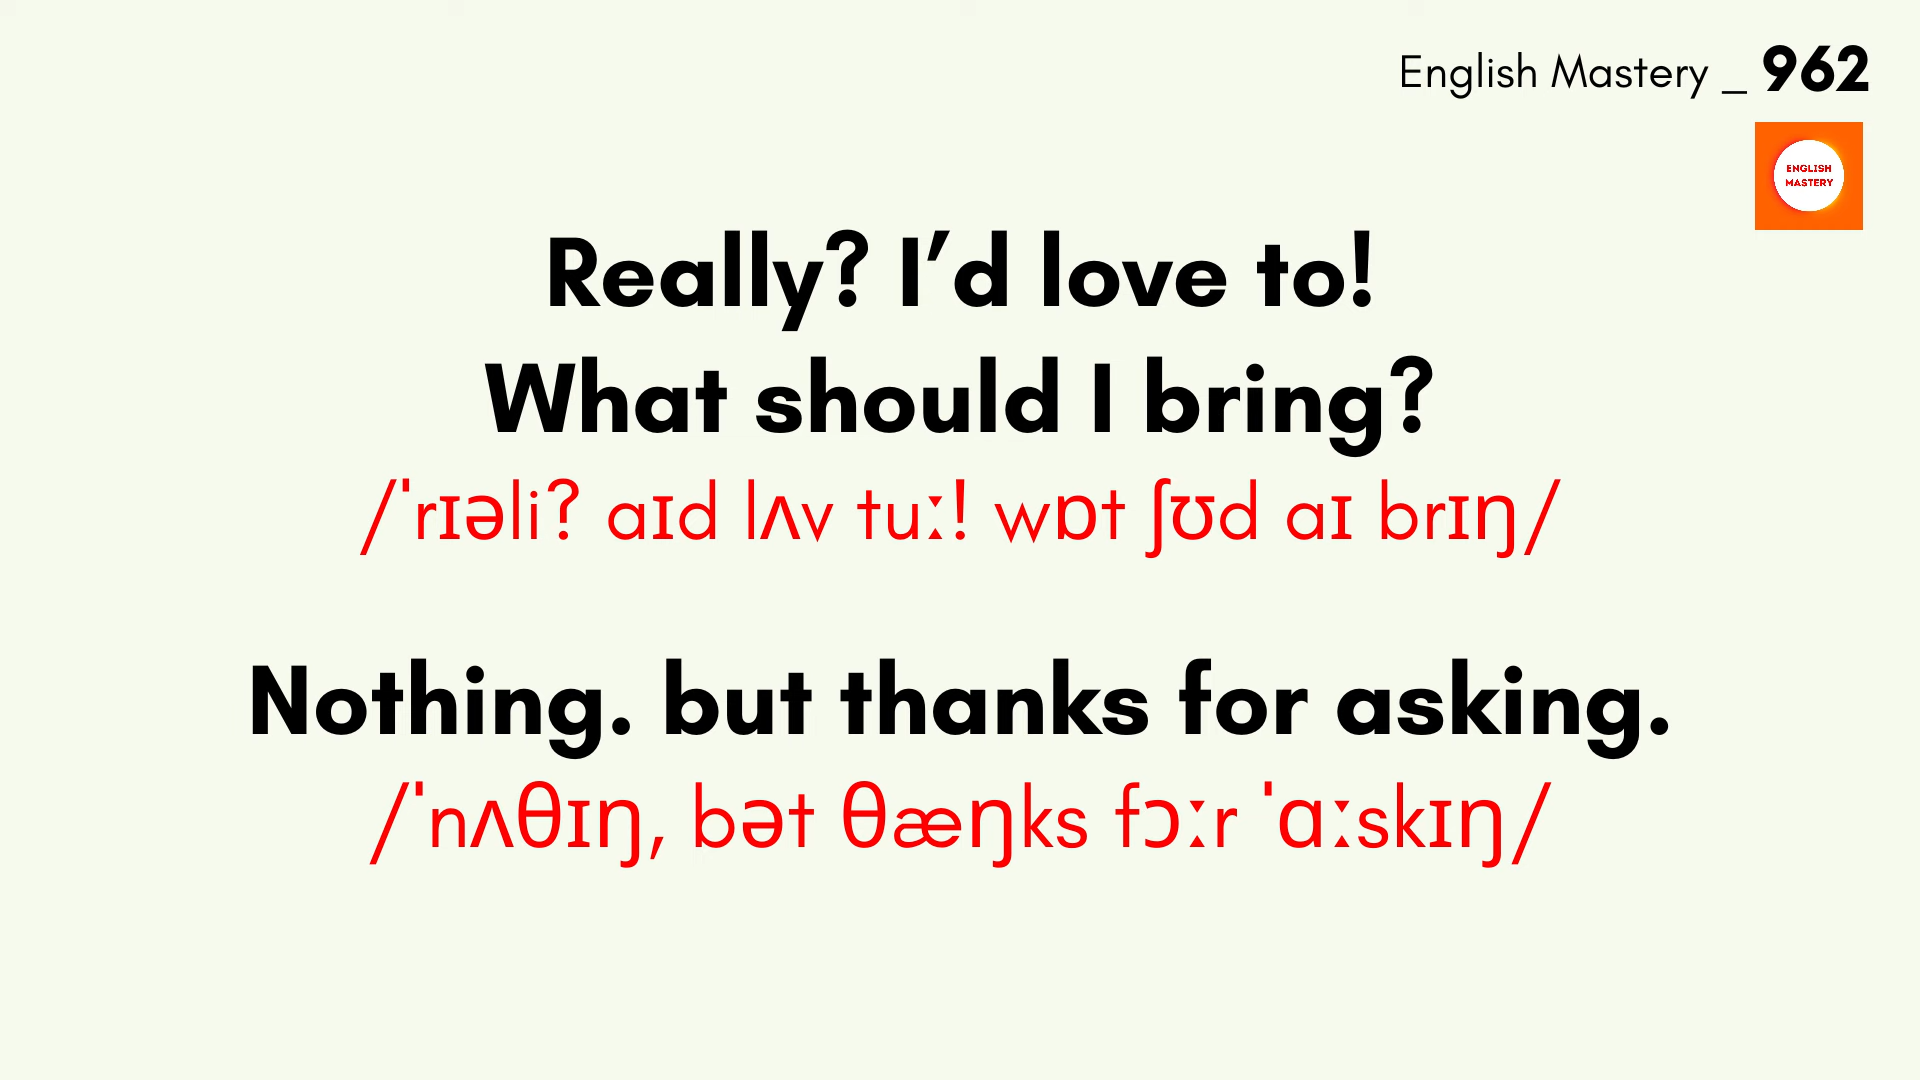 English Mastery _ 962
ENGLISH
MASTERY
Really? I’d love to!
What should I bring?
/ˈrɪəli? aɪd lʌv tuː! wɒt ʃʊd aɪ brɪŋ/
Nothing. but thanks for asking.
/ˈnʌθɪŋ, bət θæŋks fɔːr ˈɑːskɪŋ/